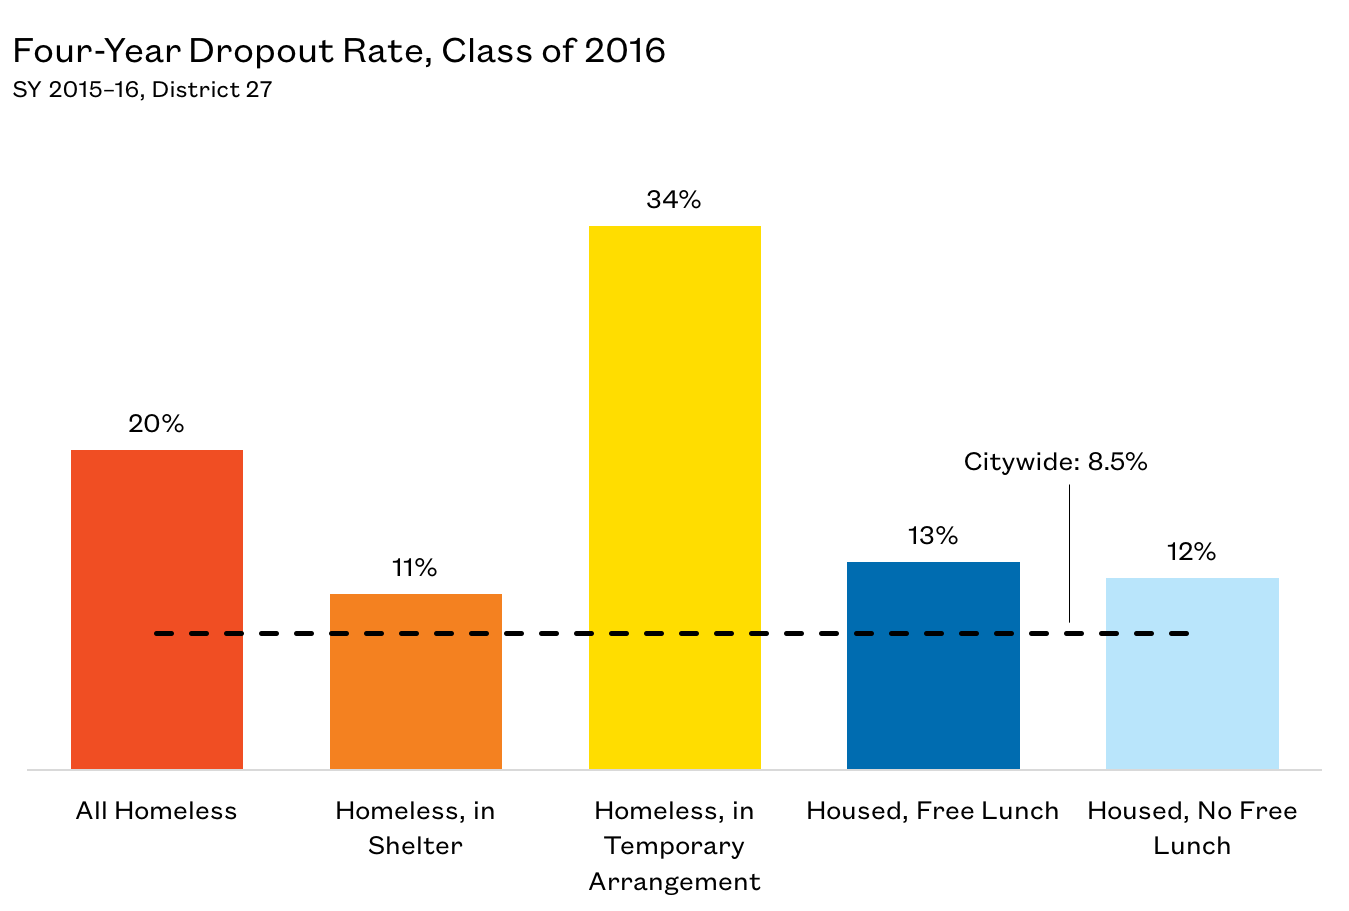 Four-Year Dropout Rate, Class of 2016
SY 2015–16, District 27
34%
20%
Citywide: 8.5%
13%
12%
11%
All Homeless
Homeless, in
Shelter
Homeless, in
Temporary
Arrangement
Housed, Free Lunch
Housed, No Free
Lunch